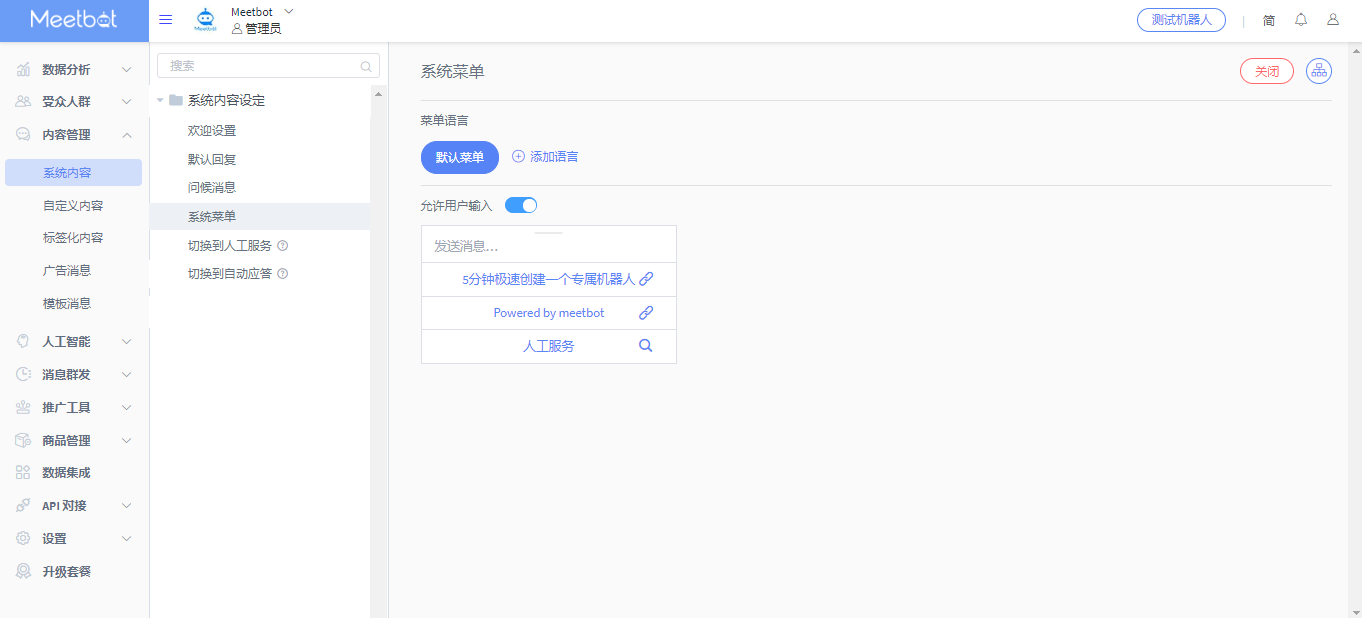 Meetbot
Meetbot
Meetbot
管理员
测试机器人
简
数据分析
受众人群
内容管理
系统内容
自定义内容
标签化内容
广告消息
模板消息
人工智能
消息群发
推广工具
商品管理
数据集成
API 对接
设置
升级套餐
搜索
系统内容设定
欢迎设置
默认回复
问候消息
系统菜单
切换到人工服务
切换到自动应答
系统菜单
关闭
菜单语言
默认菜单
添加语言
允许用户输入
发送消息...
5分钟极速创建一个专属机器人
Powered by meetbot
人工服务